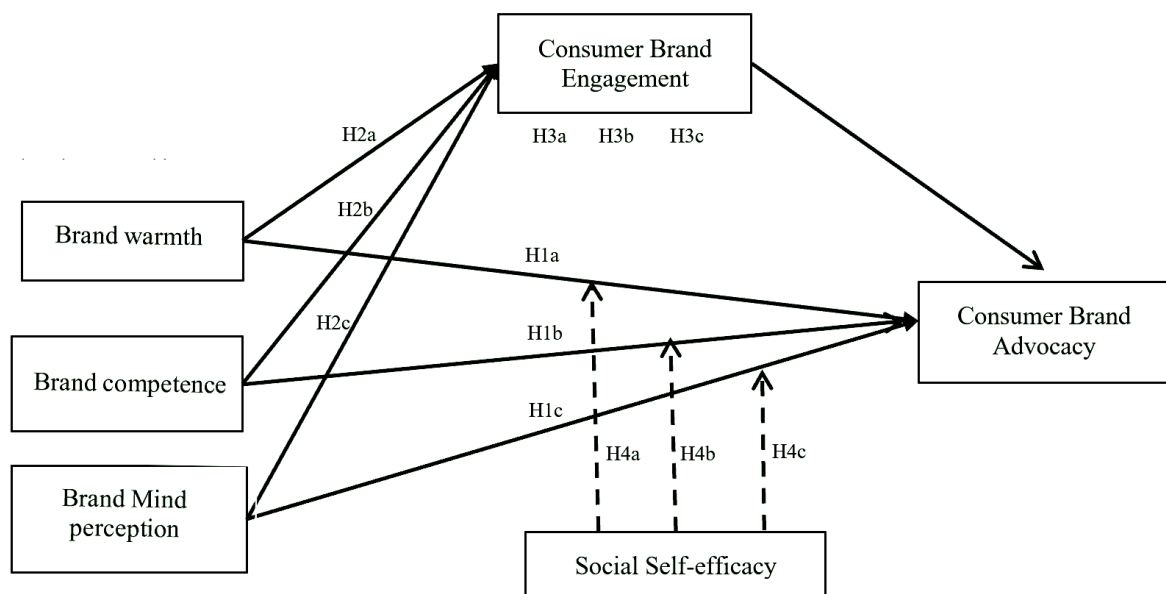 Consumer Brand
Engagement
H3a H3b H3c
H2a
H2b
Brand warmth
H1a
H2c
Consumer Brand
Advocacy
H1b
Brand competence
H1c
H4a H4b H4c
Brand Mind
perception
Social Self-efficacy